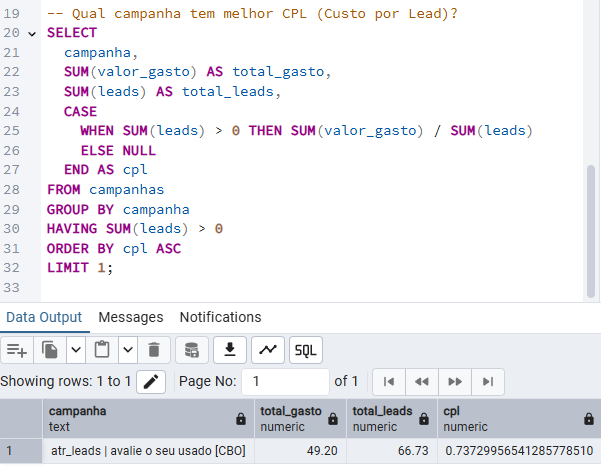 19 -- Qual campanha tem melhor CPL (Custo por Lead)?
20 SELECT
21 campanha,
22 SUM(valor_gasto) AS total_gasto,
23 SUM(leads) AS total_leads,
24 CASE
25 WHEN SUM(leads) > 0 THEN SUM(valor_gasto) / SUM(leads)
26 ELSE NULL
27 END AS cpl
28 FROM campanhas
29 GROUP BY campanha
30 HAVING SUM(leads) > 0
31 ORDER BY cpl ASC
32 LIMIT 1;
33
Data Output Messages Notifications
SQL
Showing rows: 1 to 1 Page No: 1 of 1
campanha total_gasto total_leads cpl
text numeric numeric numeric
1 atr_leads | avalie o seu usado [CBO] 49.20 66.73 0.73729956541285778510